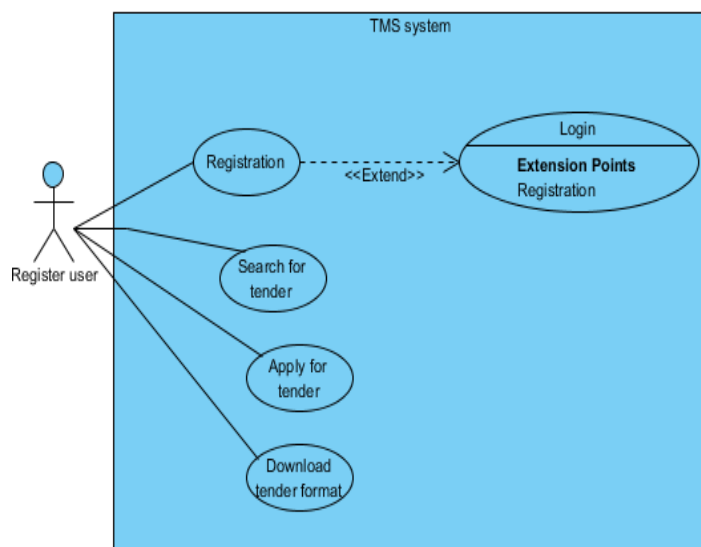 TMS system
Login
Registration
<<Extend>>
Extension Points
Registration
Register user
Search for
tender
Apply for
tender
Download
tender format